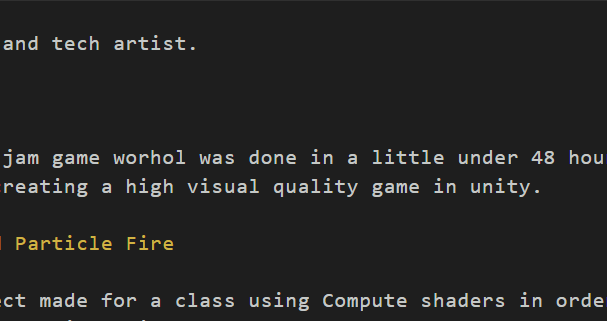 and tech artist.
jam game worhol was done in a little under 48 hou
creating a high visual quality game in unity.
Particle Fire
ect made for a class using Compute shaders in orde